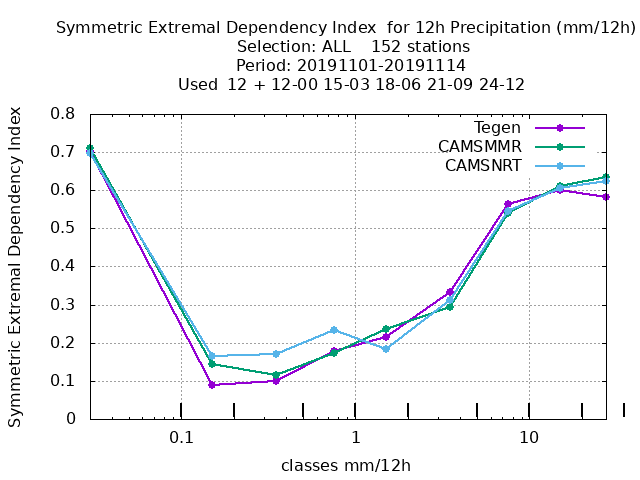 Symmetric Extremal Dependency Index  for 12h Precipitation (mm/12h)
Selection: ALL    152 stations
Period: 20191101-20191114
Used  12 + 12-00 15-03 18-06 21-09 24-12
Symmetric Extremal Dependency Index
0.8
0.7
0.6
0.5
0.4
0.3
0.2
0.1
0
Tegen
CAMSMMR
CAMSNRT
0.1
1
10
classes mm/12h